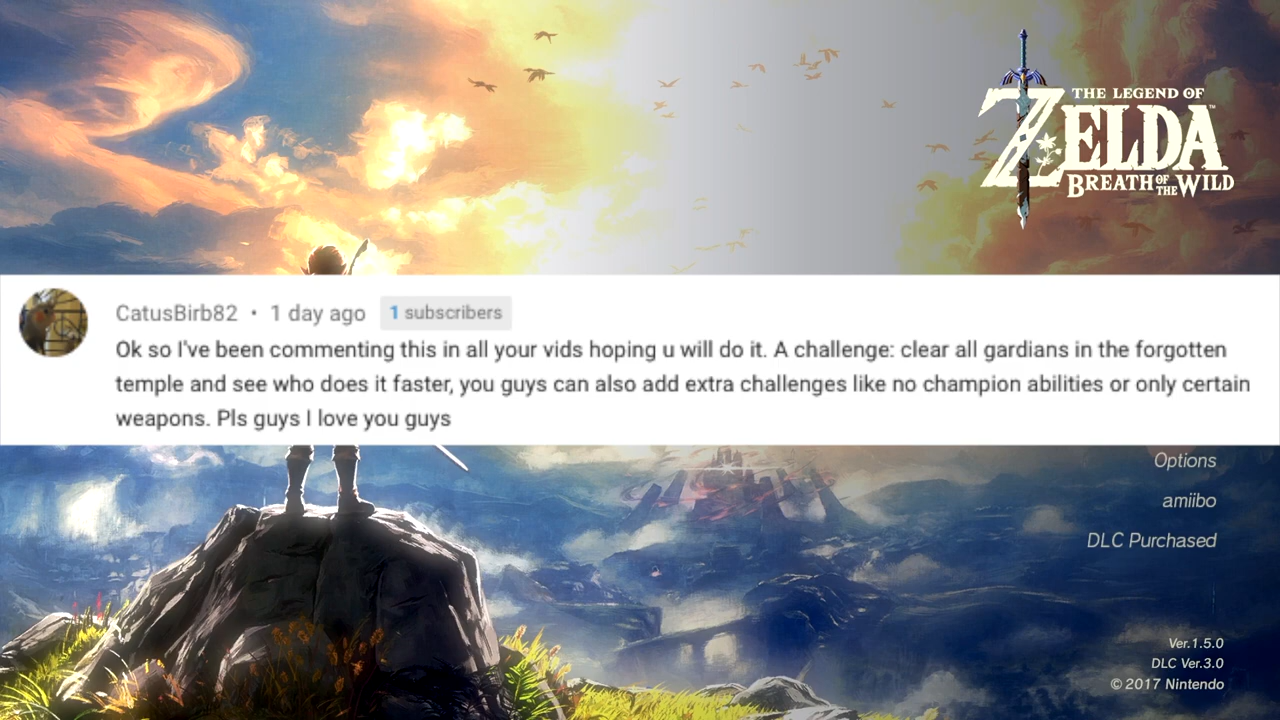 THE LEGEND OF
ZELDA™
BREATH OF THE WILD
CatusBirb82 • 1 day ago 1 subscribers
Ok so I've been commenting this in all your vids hoping u will do it. A challenge: clear all gardians in the forgotten
temple and see who does it faster, you guys can also add extra challenges like no champion abilities or only certain
weapons. Pls guys I love you guys
Options
amiibo
DLC Purchased
Ver.1.5.0
DLC Ver.3.0
© 2017 Nintendo